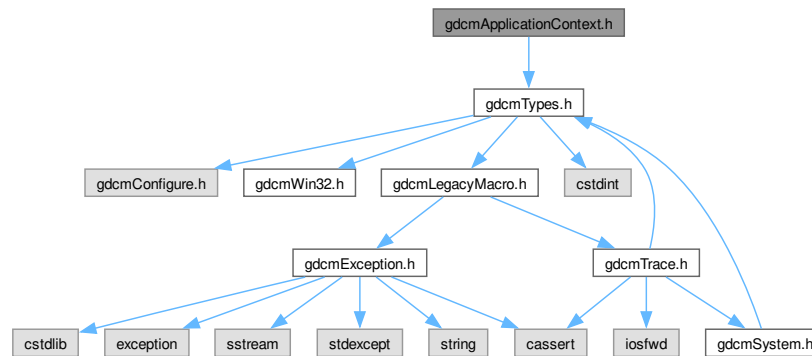 gdcmApplicationContext.h
gdcmTypes.h
gdcmConfigure.h
gdcmWin32.h
gdcmLegacyMacro.h
cstdint
gdcmException.h
gdcmTrace.h
cstdlib
exception
sstream
stdexcept
string
cassert
iosfwd
gdcmSystem.h